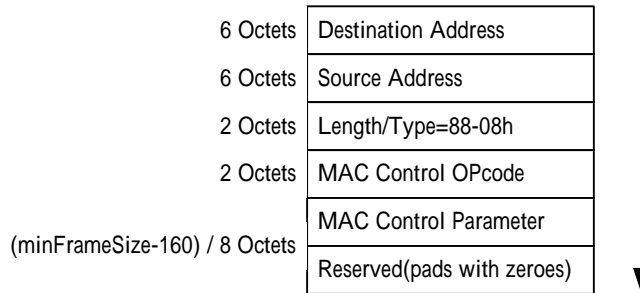 6 Octets Destination Address
6 Octets Source Address
2 Octets Length/Type=88-08h
2 Octets MAC Control OPcode
MAC Control Parameter
(minFrameSize-160) / 8 Octets
Reserved(pads with zeroes)